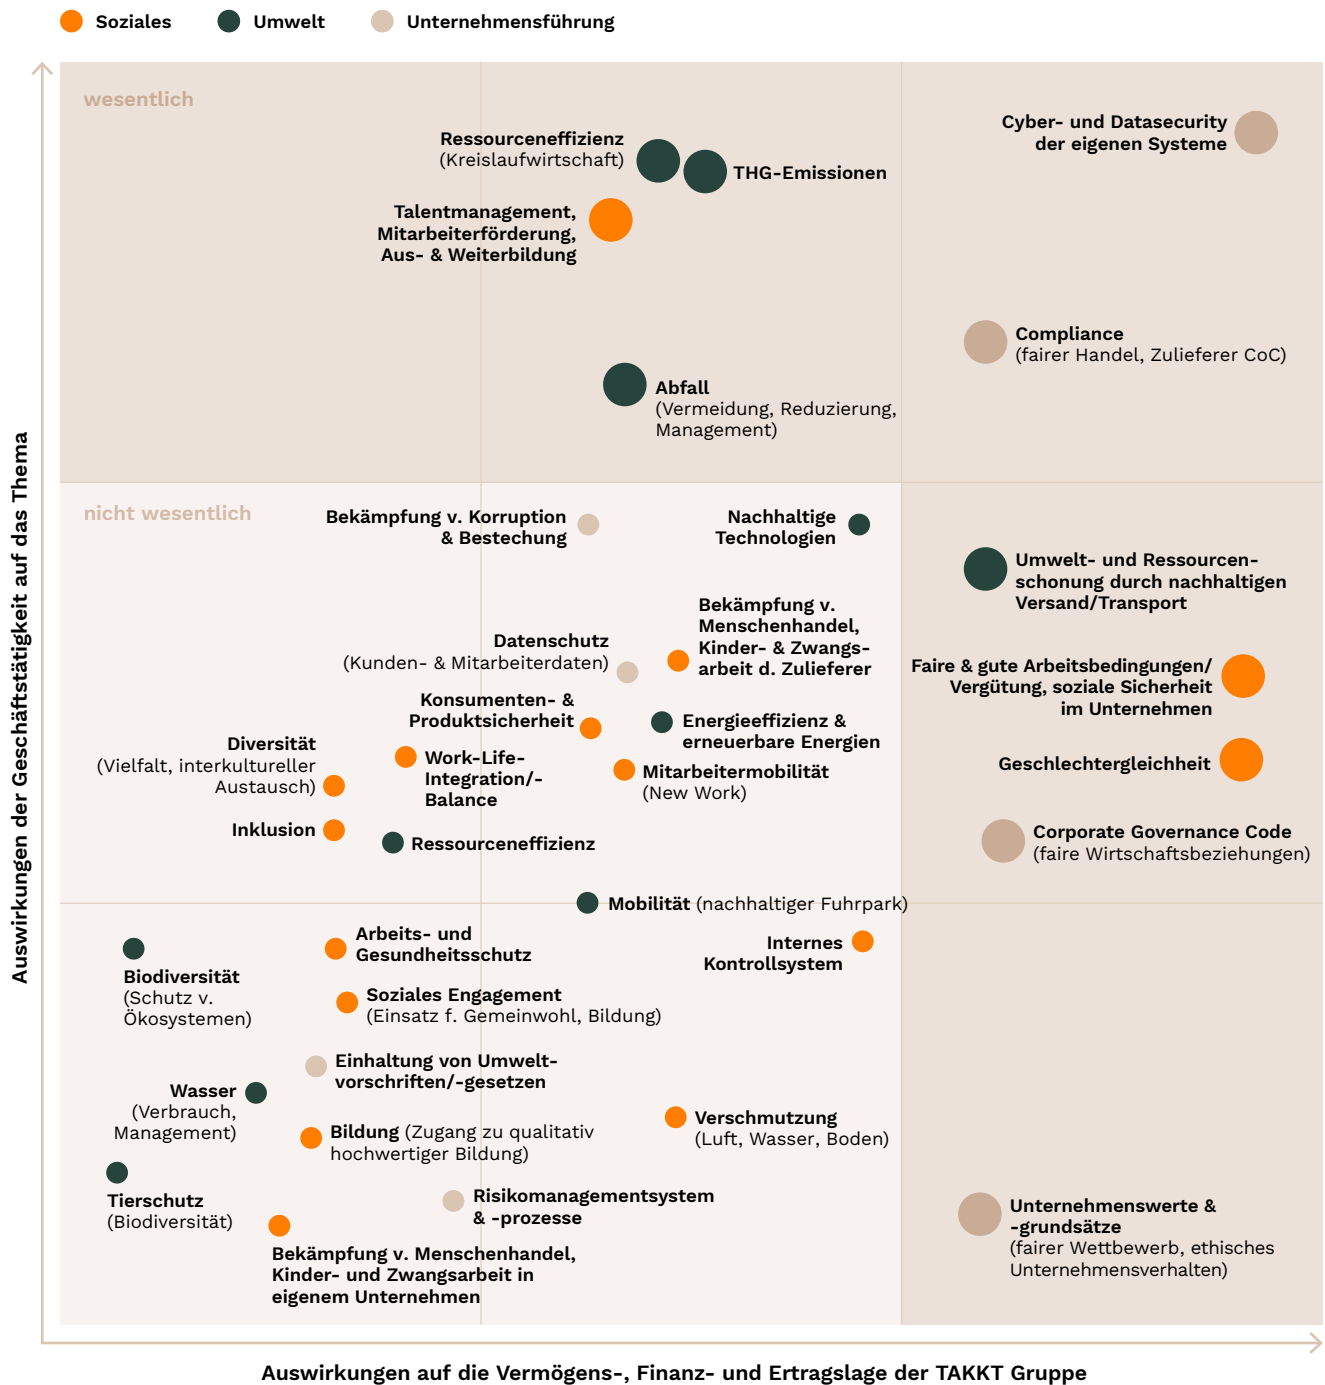 Soziales
Umwelt
Unternehmensführung
wesentlich
Ressourceneffizienz
(Kreislaufwirtschaft)
THG-Emissionen
Cyber- und Datasecurity
der eigenen Systeme
Talentmanagement,
Mitarbeiterförderung,
Aus- & Weiterbildung
Compliance
(fairer Handel, Zulieferer CoC)
Abfall
(Vermeidung, Reduzierung,
Management)
nicht wesentlich
Bekämpfung v. Korruption
& Bestechung
Nachhaltige
Technologien
Umwelt- und Ressourcen-
schonung durch nachhaltigen
Versand/Transport
Bekämpfung v.
Menschenhandel,
Kinder- & Zwangs-
arbeit d. Zulieferer
Datenschutz
(Kunden- & Mitarbeiterdaten)
Faire & gute Arbeitsbedingungen/
Vergütung, soziale Sicherheit
im Unternehmen
Konsumenten- &
Produktsicherheit
Energieeffizienz &
erneuerbare Energien
Diversität
(Vielfalt, interkultureller
Austausch)
Work-Life-
Integration/-
Balance
Mitarbeitermobilität
(New Work)
Geschlechtergleichheit
Inklusion
Ressourceneffizienz
Corporate Governance Code
(faire Wirtschaftsbeziehungen)
Mobilität (nachhaltiger Fuhrpark)
Arbeits- und
Gesundheitsschutz
Internes
Kontrollsystem
Biodiversität
(Schutz v.
Ökosystemen)
Soziales Engagement
(Einsatz f. Gemeinwohl, Bildung)
Einhaltung von Umwelt-
vorschriften/-gesetzen
Wasser
(Verbrauch,
Management)
Bildung (Zugang zu qualitativ
hochwertiger Bildung)
Verschmutzung
(Luft, Wasser, Boden)
Tierschutz
(Biodiversität)
Risikomanagementsystem
& -prozesse
Unternehmenswerte &
-grundsätze
(fairer Wettbewerb, ethisches
Unternehmensverhalten)
Bekämpfung v. Menschenhandel,
Kinder- und Zwangsarbeit in
eigenem Unternehmen
Auswirkungen der Geschäftstätigkeit auf das Thema
Auswirkungen auf die Vermögens-, Finanz- und Ertragslage der TAKKT Gruppe